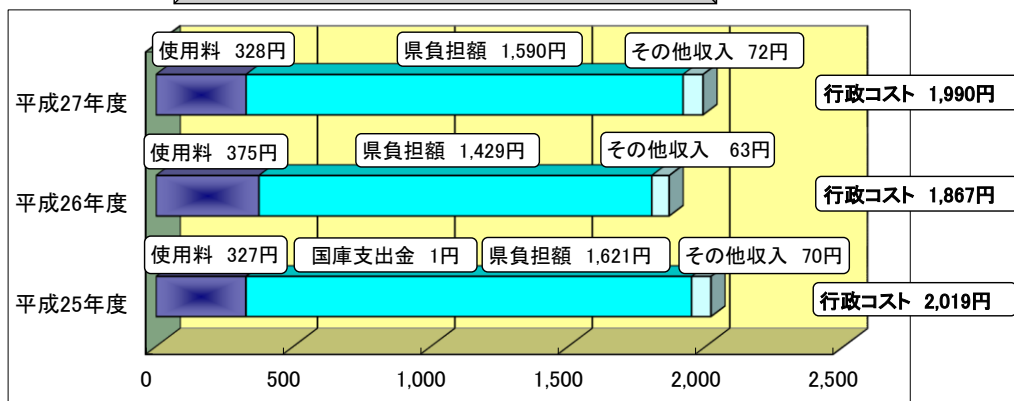 使用料 328円
県負担額 1,590円
その他収入 72円
平成27年度
行政コスト 1,990円
使用料 375円
県負担額 1,429円
その他収入 63円
平成26年度
行政コスト 1,867円
使用料 327円
国庫支出金 1円
県負担額 1,621円
その他収入 70円
平成25年度
行政コスト 2,019円
0 500 1,000 1,500 2,000 2,500